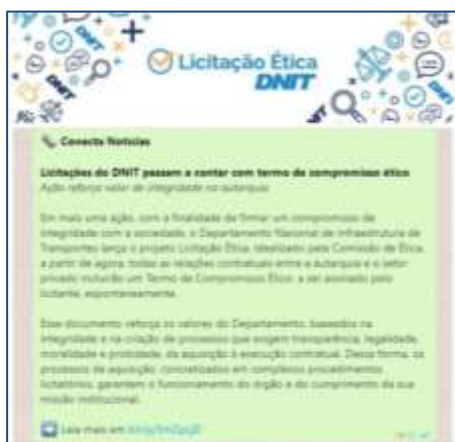 Licitação Ética
DNIT
Conecta Notícias
Licitações do DNIT passam a contar com termo de compromisso ético
Ação reforça valor de integridade na autarquia
Em mais uma ação, com a finalidade de firmar um compromisso de
integridade com a sociedade, o Departamento Nacional de Infraestrutura de
Transportes lança o projeto Licitação Ética. Idealizado pela Comissão de Ética,
a partir de agora, todas as relações contratuais entre a autarquia e o setor
privado incluirão um Termo de Compromisso Ético, a ser assinado pelo
licitante, espontaneamente.
Esse documento reforça os valores do Departamento, baseados na
integridade e na criação de processos que exigem transparência, legalidade,
moralidade e probidade, da aquisição à execução contratual. Dessa forma, os
processos de aquisição, concretizados em complexos procedimentos
licitatórios, garantem o funcionamento do órgão e do cumprimento da sua
missão institucional.
Leia mais em